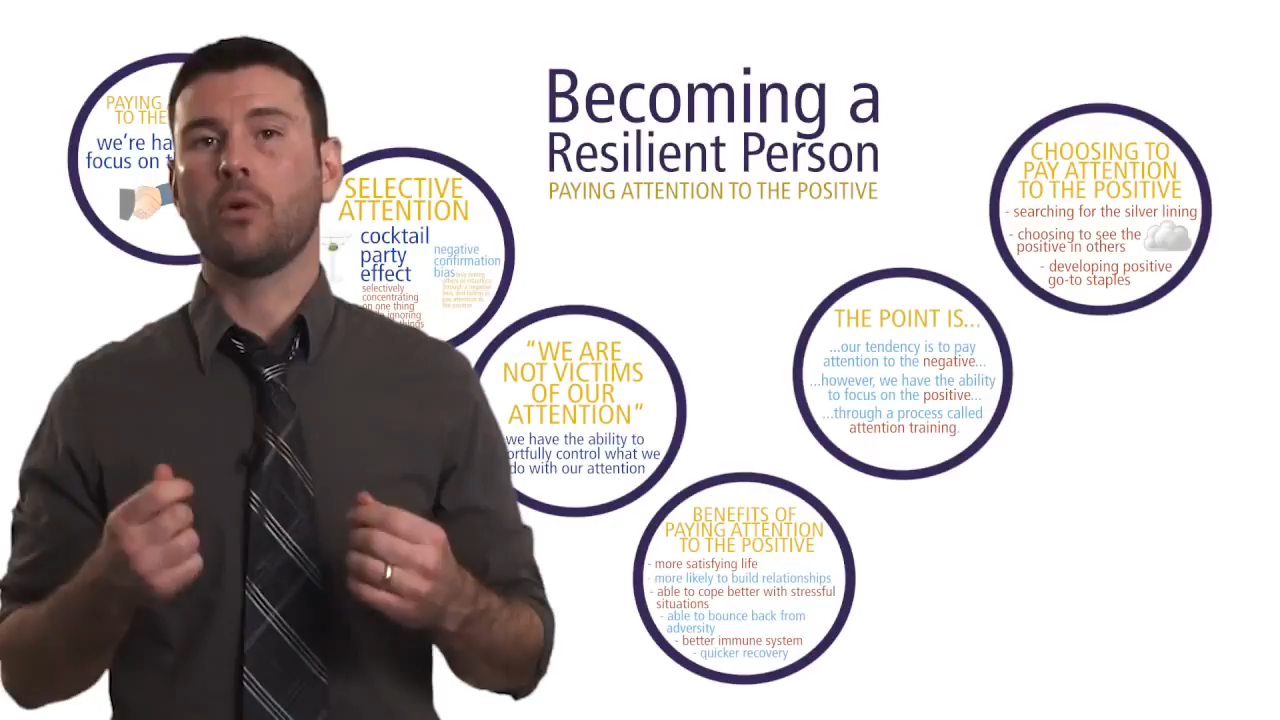 Becoming a
Resilient Person
PAYING ATTENTION TO THE POSITIVE
PAYING
TO THE
we're
focus on
SELECTIVE
ATTENTION
cocktail
party
effect
selectively
concentrating
on one thing
ignoring
negative
confirmation
bias
"WE ARE
NOT VICTIMS
OF OUR
ATTENTION"
we have the ability to
control what we
do with our attention
BENEFITS OF
PAYING ATTENTION
TO THE POSITIVE
- more satisfying life
- more likely to build relationships
- able to cope better with stressful
situations
- able to bounce back from
adversity
- better immune system
- quicker recovery
THE POINT IS...
...our tendency is to pay
attention to the negative...
...however, we have the ability
to focus on the positive...
...through a process called
attention training.
CHOOSING TO
PAY ATTENTION
TO THE POSITIVE
- searching for the silver lining
- choosing to see the
positive in others
- developing positive
go-to staples